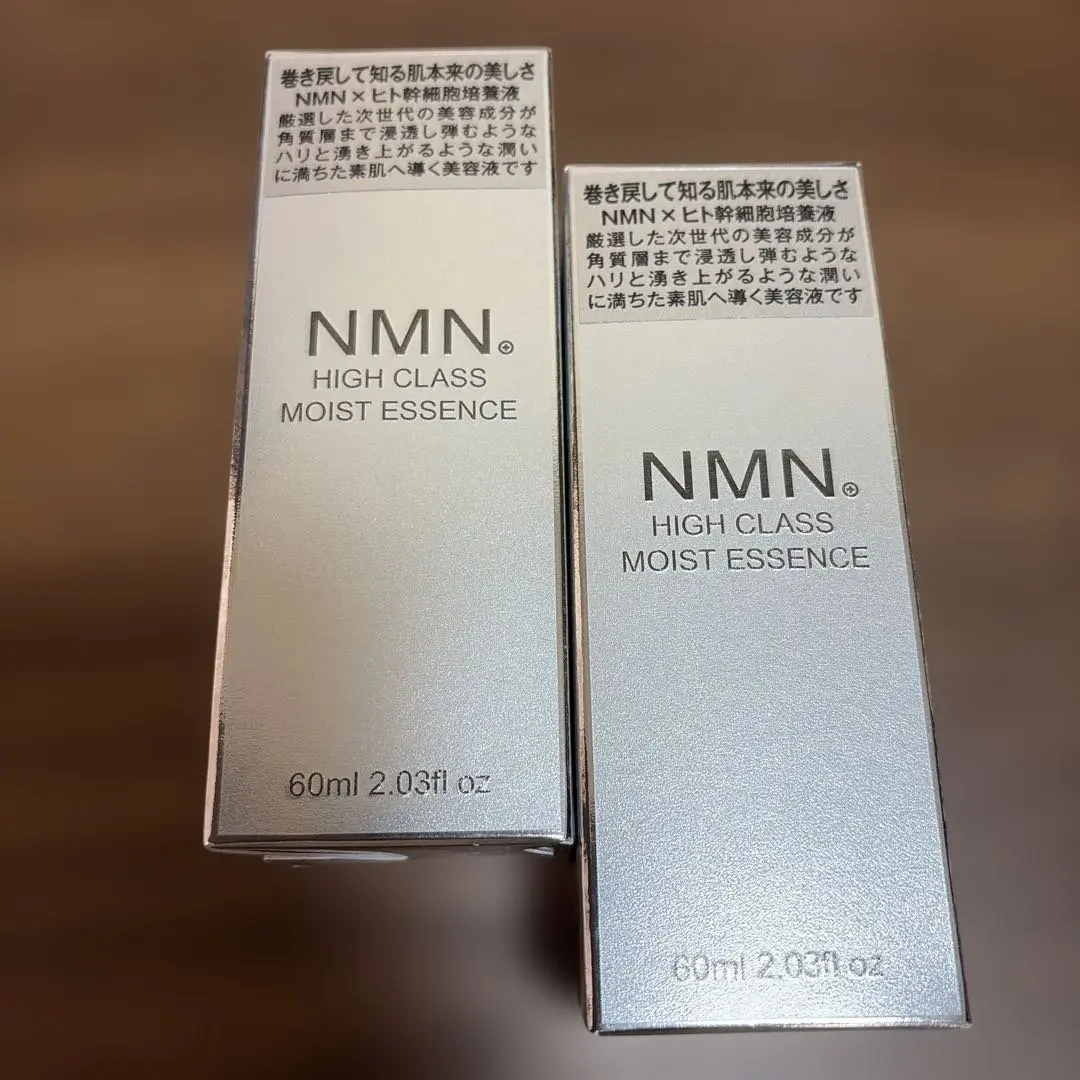 巻き戻して知る肌本来の美しさ
NMN×ヒト幹細胞培養液
厳選した次世代の美容成分が
角質層まで浸透し弾むような
ハリと湧き上がるような潤い
に満ちた素肌へ導く美容液です
NMN
HIGH CLASS
MOIST ESSENCE
60ml 2.03fl oz
巻き戻して知る肌本来の美しさ
NMN×ヒト幹細胞培養液
厳選した次世代の美容成分が
角質層まで浸透し弾むような
ハリと湧き上がるような潤い
に満ちた素肌へ導く美容液です
NMN
HIGH CLASS
MOIST ESSENCE
60ml 2.03fl oz